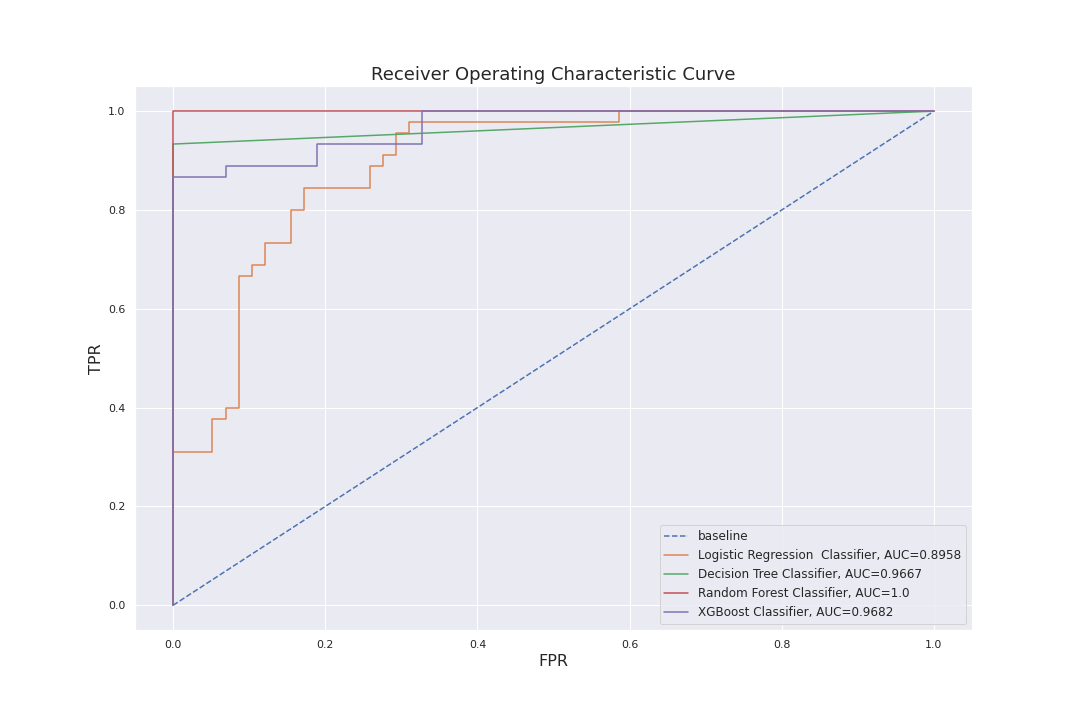 Receiver Operating Characteristic Curve
1.0
0.8
0.6
0.4
0.2
0.0
TPR
baseline
Logistic Regression  Classifier, AUC=0.8958
Decision Tree Classifier, AUC=0.9667
Random Forest Classifier, AUC=1.0
XGBoost Classifier, AUC=0.9682
0.0 0.2 0.4 0.6 0.8 1.0
FPR